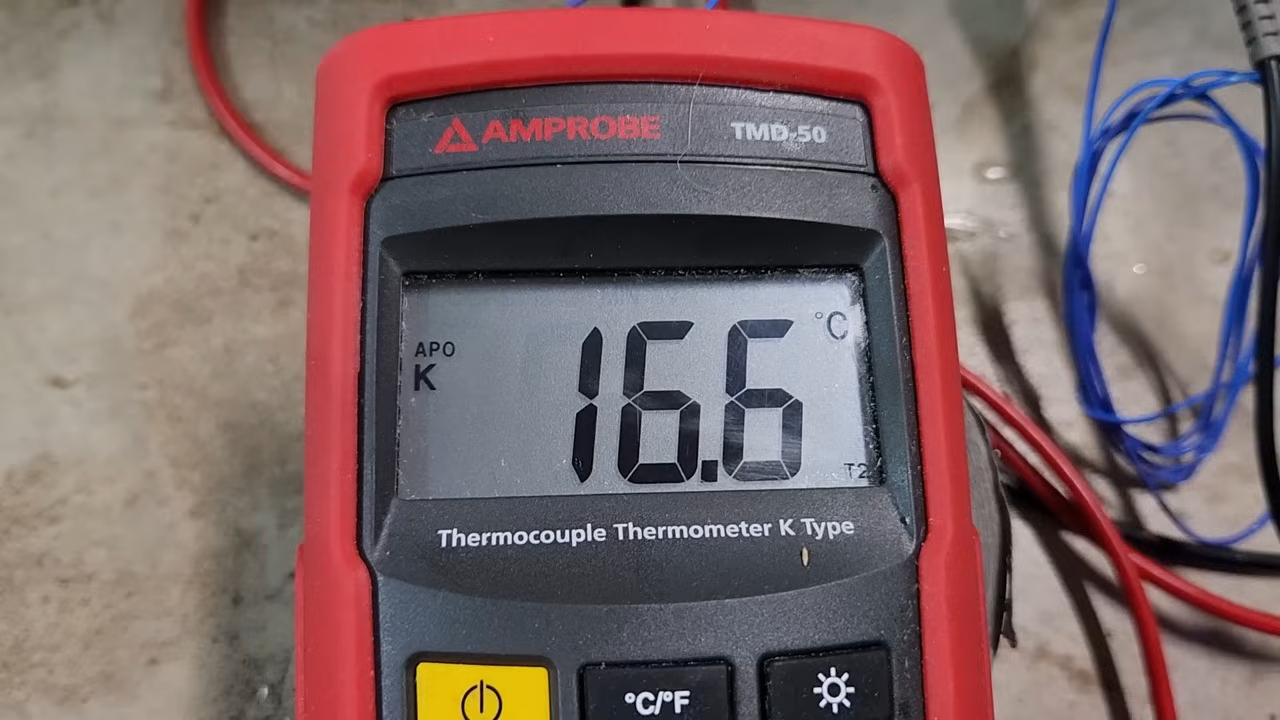 AMPROBE TMD-50
°C
APO
K
16.6
T2
Thermocouple Thermometer K Type
°C/°F